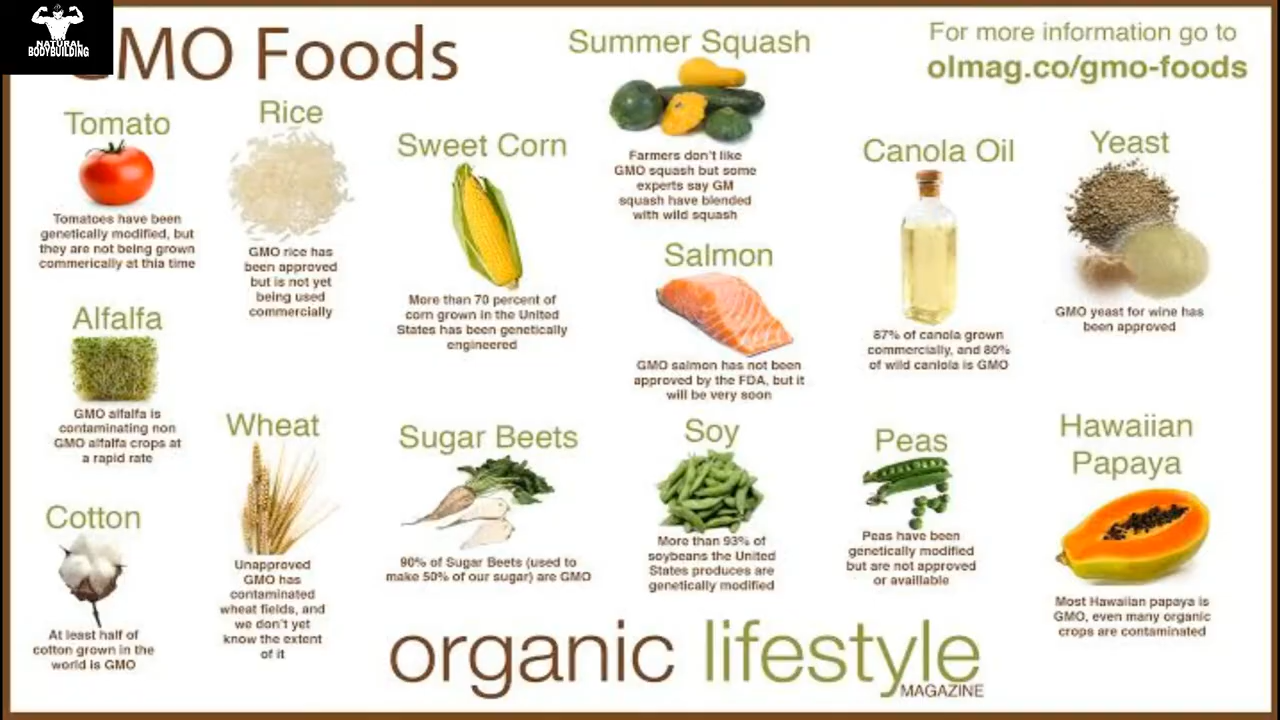 NATURAL
BODYBUILDING
GMO Foods
Summer Squash
For more information go to
olmag.co/gmo-foods
Tomato
Tomatoes have been
genetically modified, but
they are not being grown
commerically at thia time
Rice
GMO rice has
been approved
but is not yet
being used
commercially
Sweet Corn
More than 70 percent of
corn grown in the United
States has been genetically
engineered
Farmers don't like
GMO squash but some
experts say GM
squash have blended
with wild squash
Salmon
GMO salmon has not been
approved by the FDA, but it
will be very soon
Canola Oil
87% of canola grown
commercially, and 80%
of wild canlola is GMO
Yeast
GMO yeast for wine has
been approved
Alfalfa
GMO alfalfa is
contaminating non
GMO alfalfa crops at
a rapid rate
Wheat
Unapproved
GMO has
contaminated
wheat fields, and
we don't yet
know the extent
of it
Sugar Beets
90% of Sugar Beets (used to
make 50% of our sugar) are GMO
Soy
More than 93% of
soybeans the United
States produces are
genetically modified
Peas
Peas have been
genetically modified
but are not approved
or availlable
Hawaiian
Papaya
Most Hawaiian papaya is
GMO, even many organic
crops are contaminated
Cotton
At least half of
cotton grown in the
world is GMO
organic lifestyle
MAGAZINE